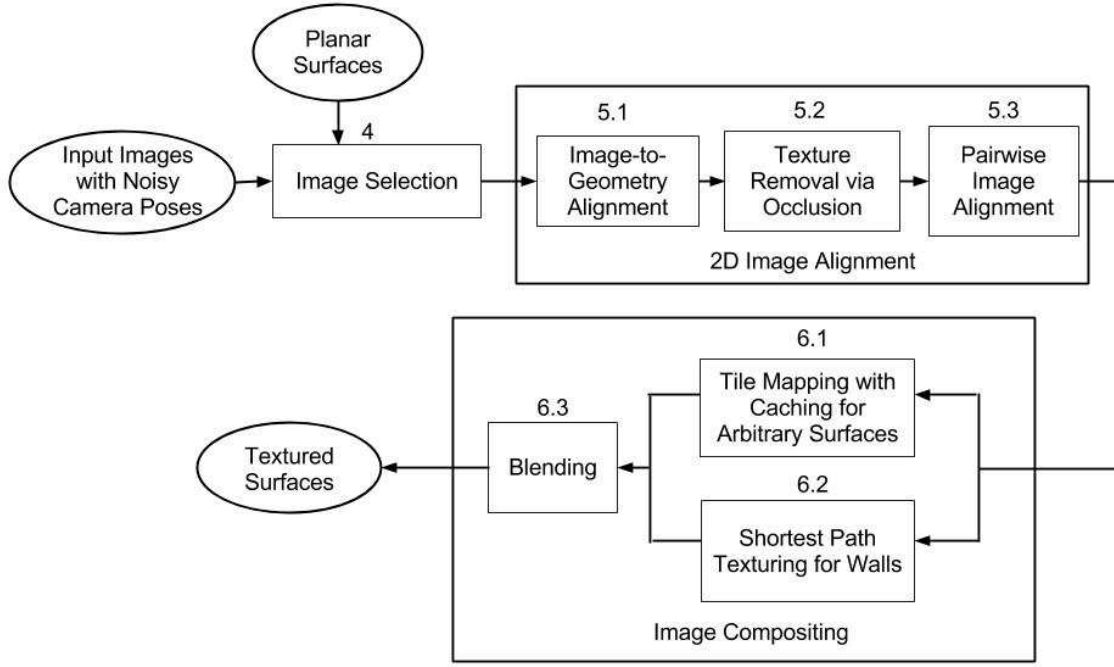 Planar
Surfaces
4
Input Images
with Noisy
Camera Poses
Image Selection
5.1
Image-to-
Geometry
Alignment
5.2
Texture
Removal via
Occlusion
5.3
Pairwise
Image
Alignment
2D Image Alignment
6.1
Tile Mapping with
Caching for
Arbitrary Surfaces
6.2
Shortest Path
Texturing for Walls
6.3
Blending
Textured
Surfaces
Image Compositing